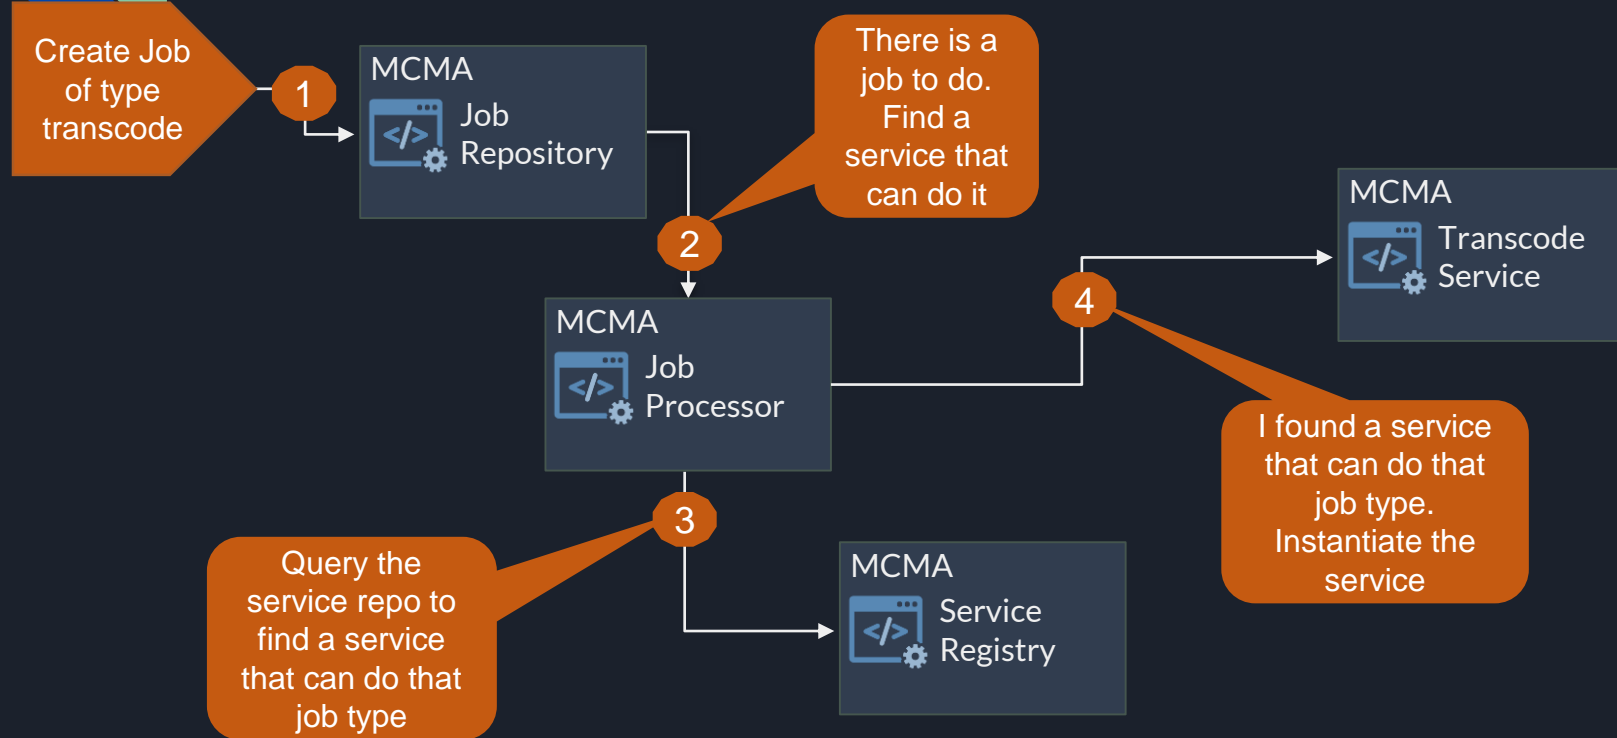 Create Job
of type
transcode
1
MCMA
</>
Job
Repository
There is a
job to do.
Find a
service that
can do it
2
MCMA
</>
Job
Processor
MCMA
</>
Transcode
Service
4
I found a service
that can do that
job type.
Instantiate the
service
3
Query the
service repo to
find a service
that can do that
job type
MCMA
</>
Service
Registry